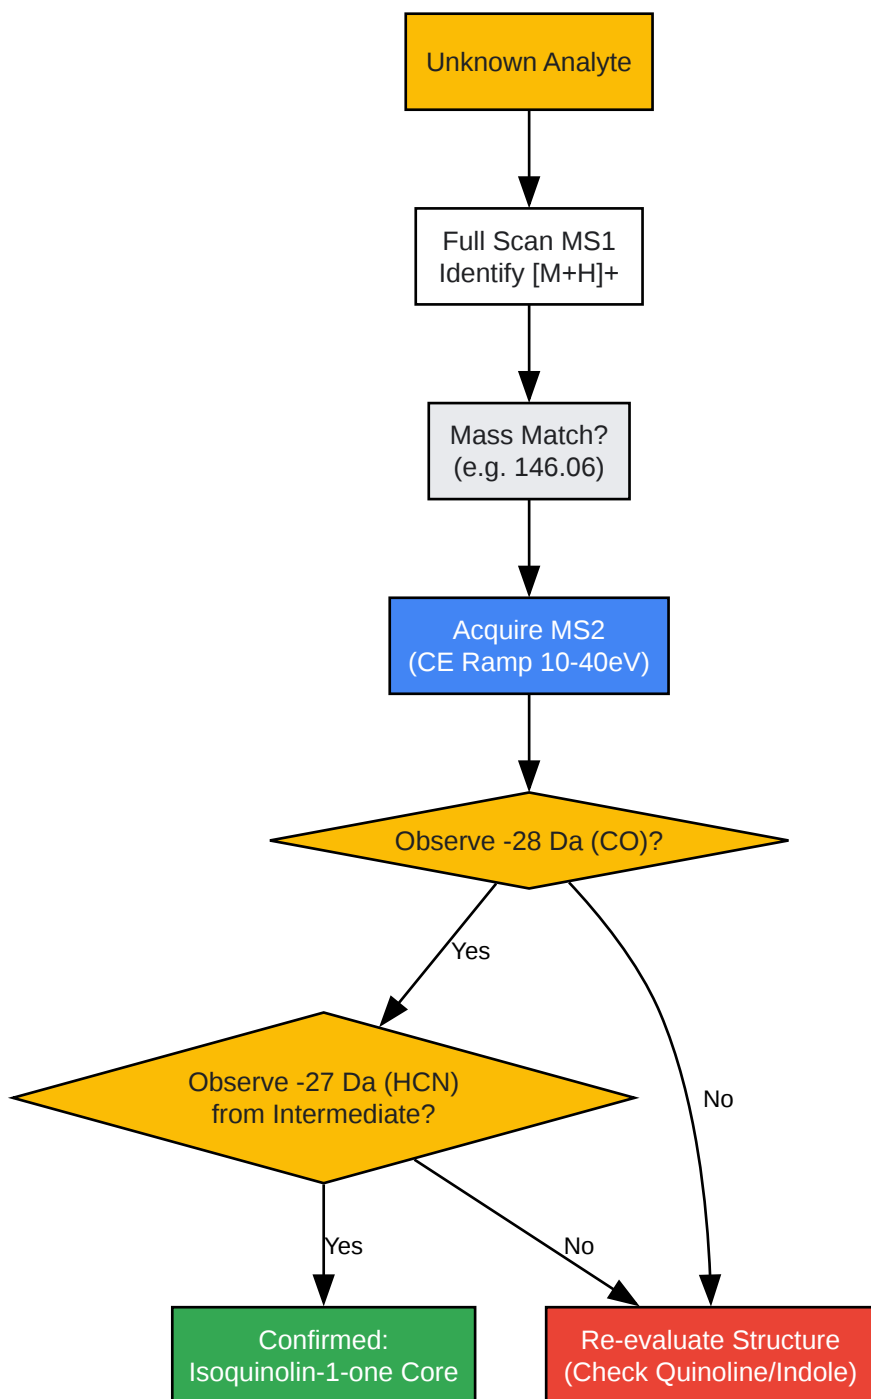 Unknown Analyte
Full Scan MS1
Identify [M+H]+
Mass Match?
(e.g. 146.06)
Acquire MS2
(CE Ramp 10-40eV)
Observe -28 Da (CO)?
Yes
Observe -27 Da (HCN)
from Intermediate?
No
Yes
No
Confirmed:
Isoquinolin-1-one Core
Re-evaluate Structure
(Check Quinoline/Indole)